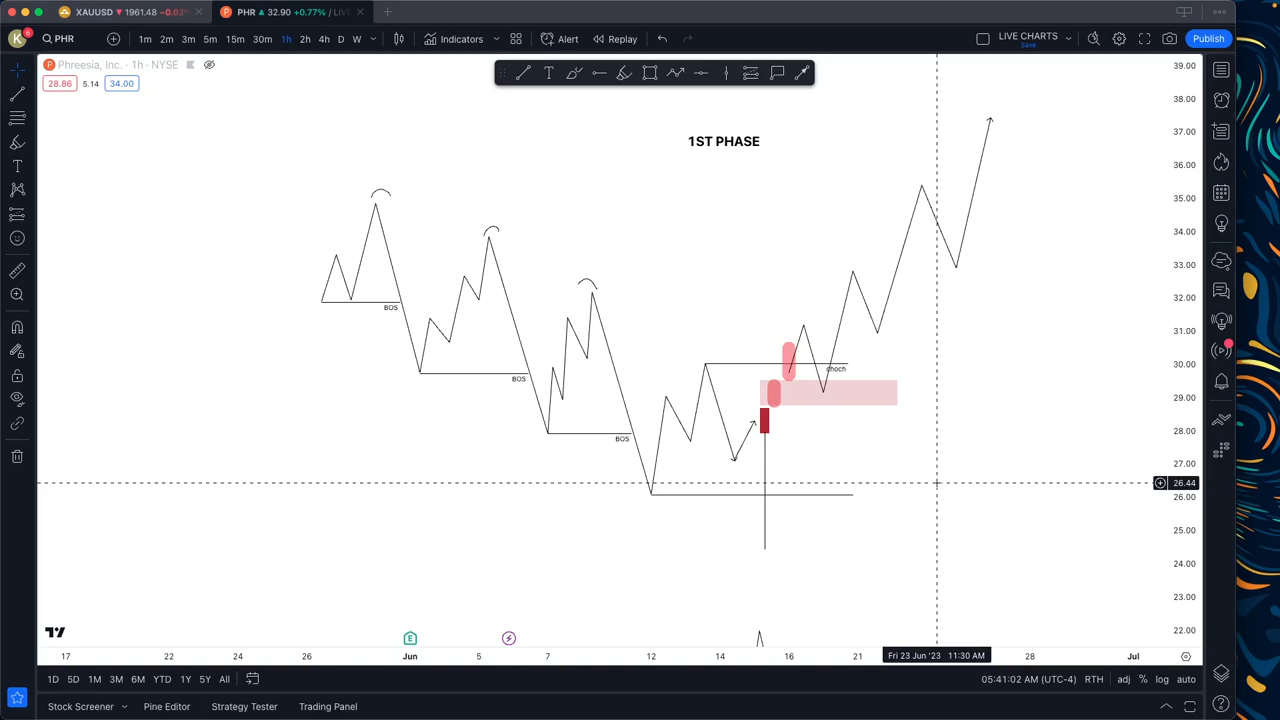 XAUUSD ▼ 1961.48 −0.02%
PHR ▲ 32.90 +0.77% / LIVE
K 6
PHR
1m 2m 3m 5m 15m 30m 1h 2h 4h D W
Indicators
Alert
Replay
LIVE CHARTS
Save
Publish
Phreesia, Inc. · 1h · NYSE
28.86 5.14 34.00
1ST PHASE
BOS
BOS
BOS
choch
39.00
38.00
37.00
36.00
35.00
34.00
33.00
32.00
31.00
30.00
29.00
28.00
27.00
26.44
26.00
25.00
24.00
23.00
22.00
E
17 22 24 26 Jun 5 7 12 14 16 21 Fri 23 Jun '23 11:30 AM 28 Jul
1D 5D 1M 3M 6M YTD 1Y 5Y All
05:41:02 AM (UTC-4) RTH adj % log auto
Stock Screener Pine Editor Strategy Tester Trading Panel